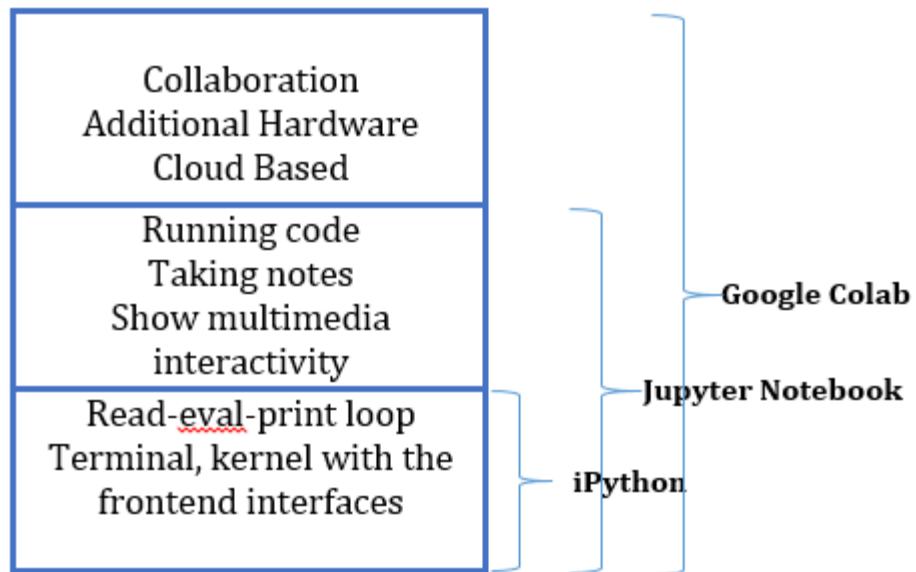 Collaboration
Additional Hardware
Cloud Based
Running code
Taking notes
Show multimedia
interactivity
Read-eval-print loop
Terminal, kernel with the
frontend interfaces
Google Colab
Jupyter Notebook
iPython